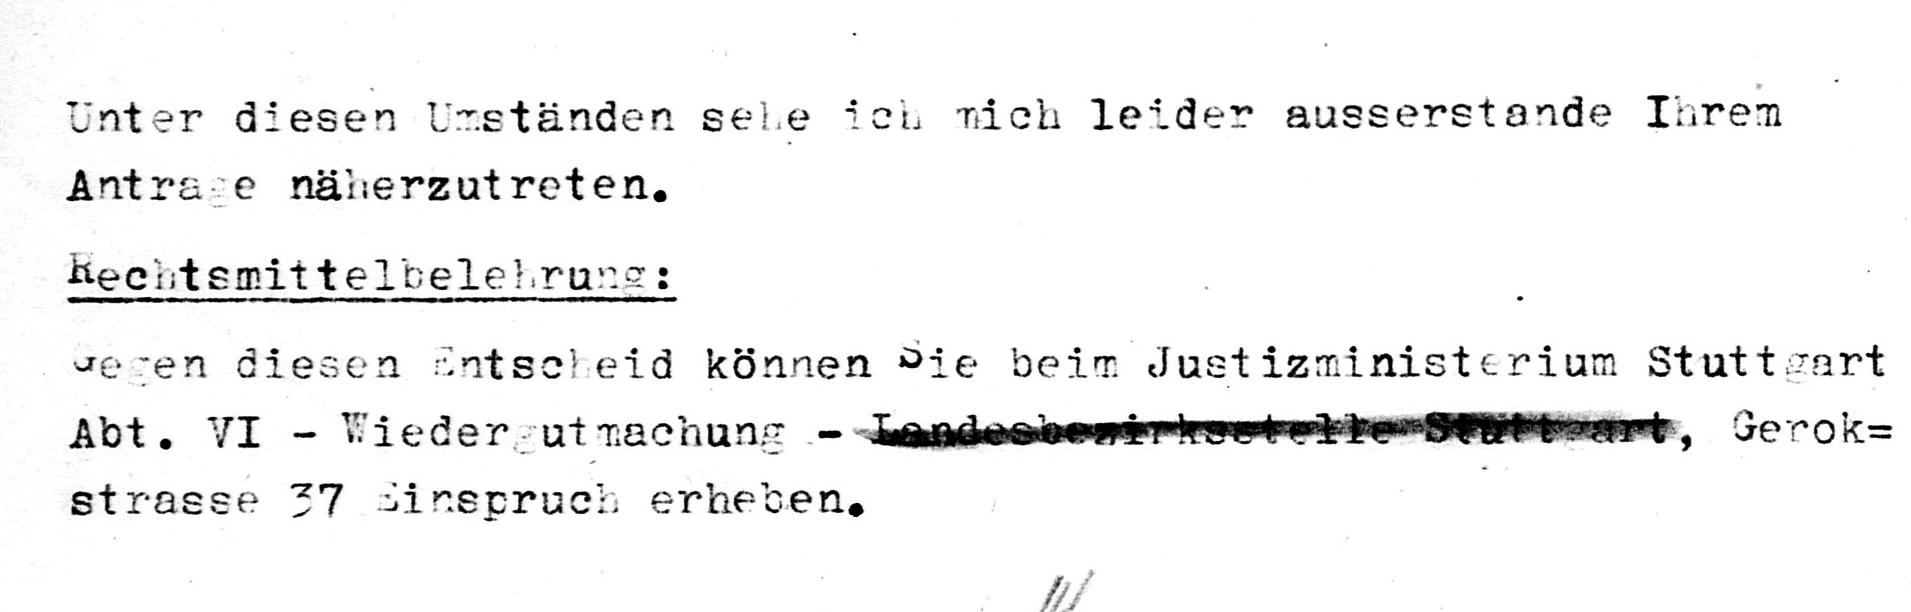 Unter diesen Umständen sehe ich mich leider ausserstande Ihrem
Antrage näherzutreten.
Rechtsmittelbelehrung:
Gegen diesen Entscheid können Sie beim Justizministerium Stuttgart
Abt. VI - Wiedergutmachung - Landesbezirksstelle Stuttgart, Gerok=
strasse 37 Einspruch erheben.